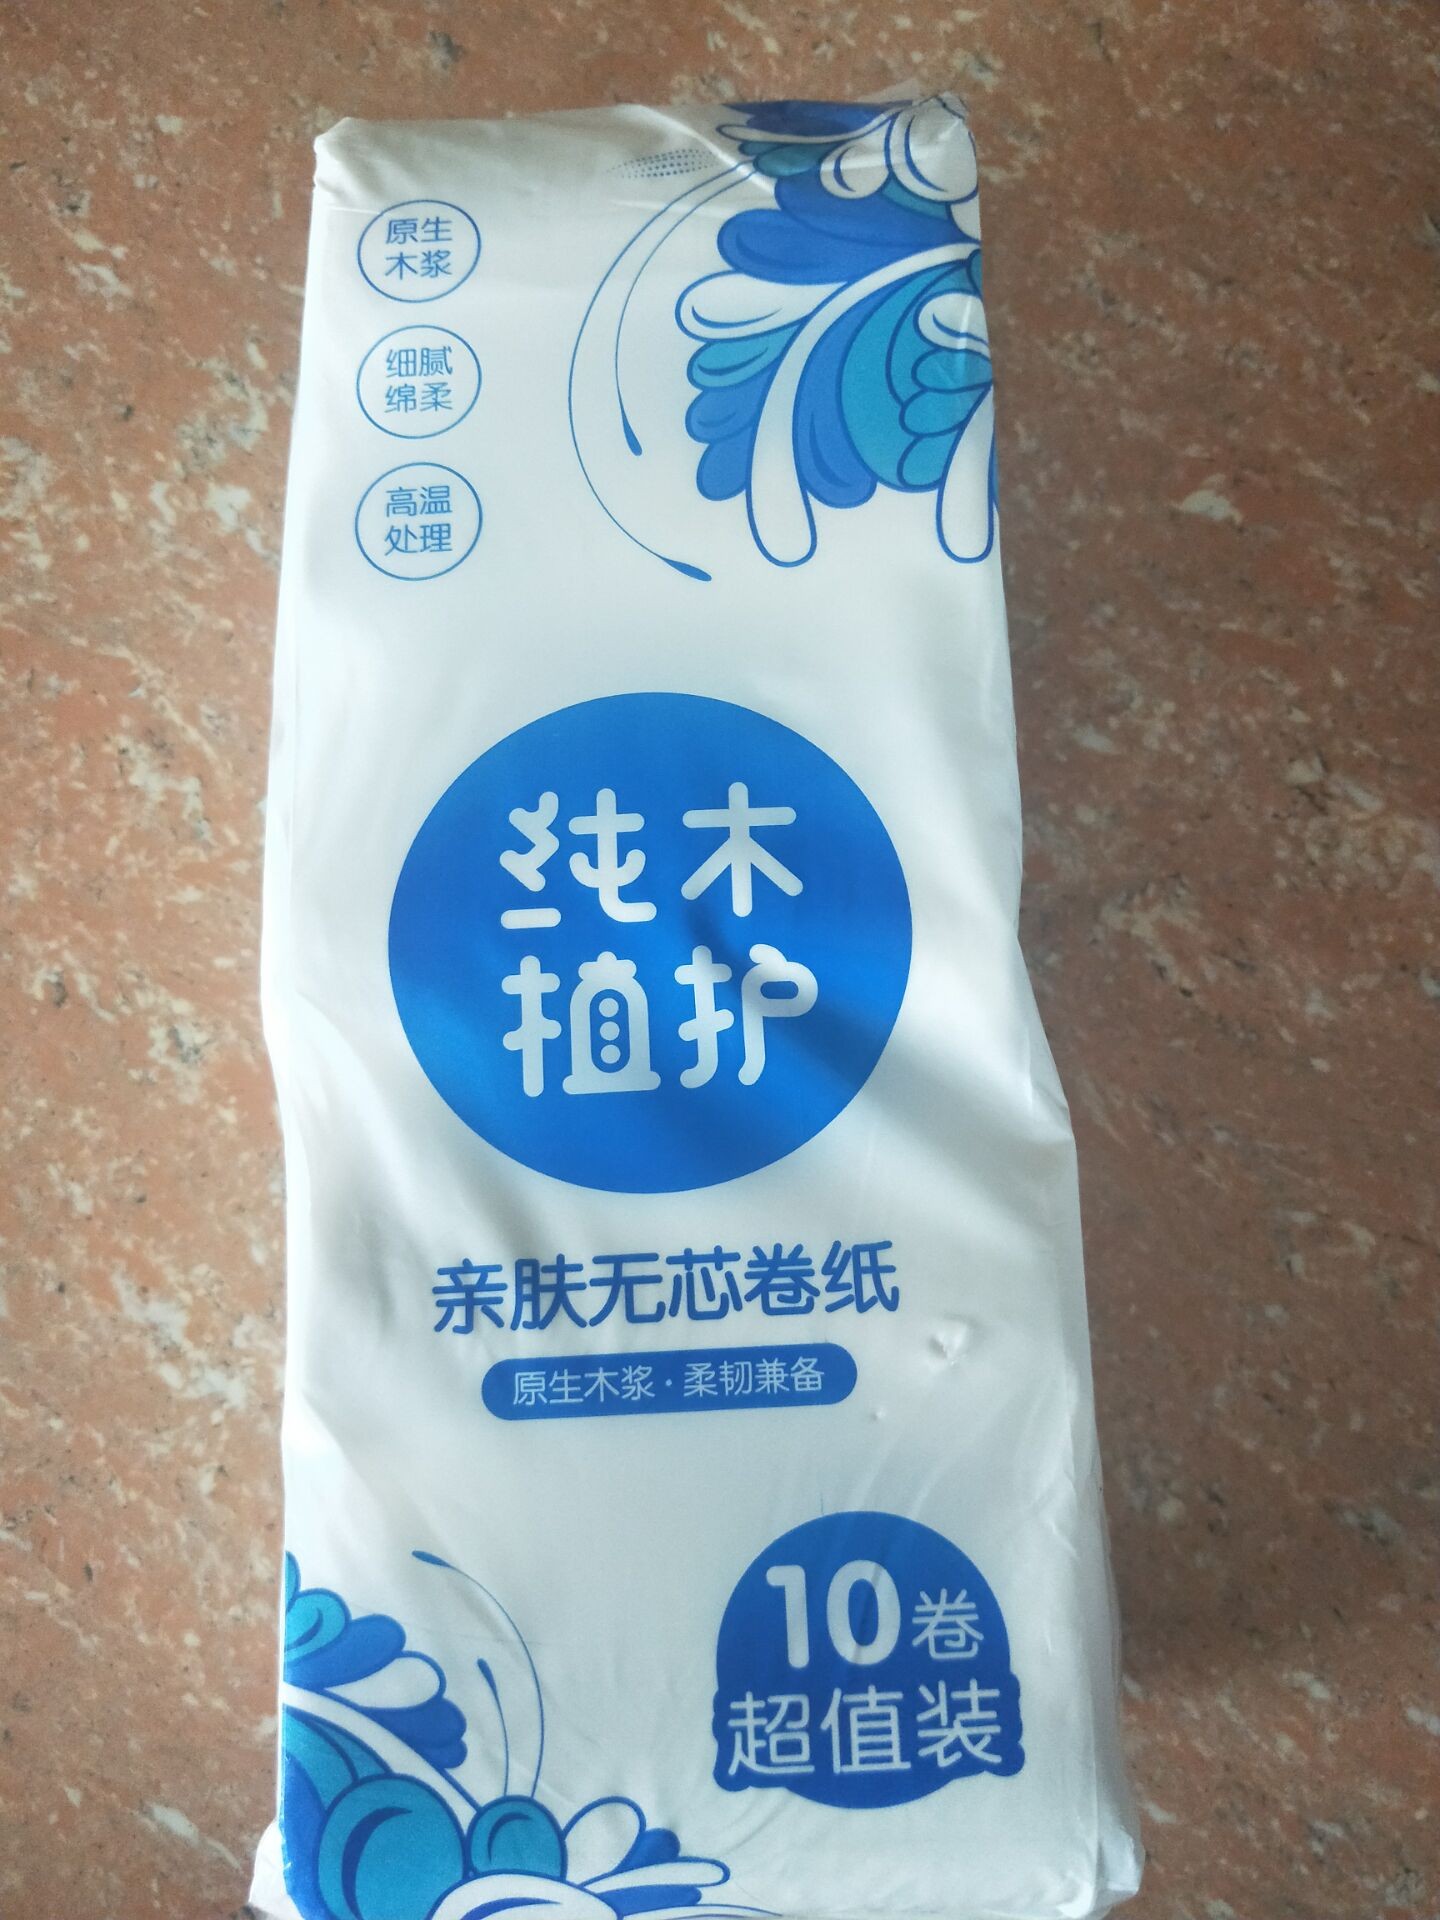 原生
木浆
细腻
绵柔
高温
处理
纯木
植护
亲肤无芯卷纸
原生木浆·柔韧兼备
10卷
超值装